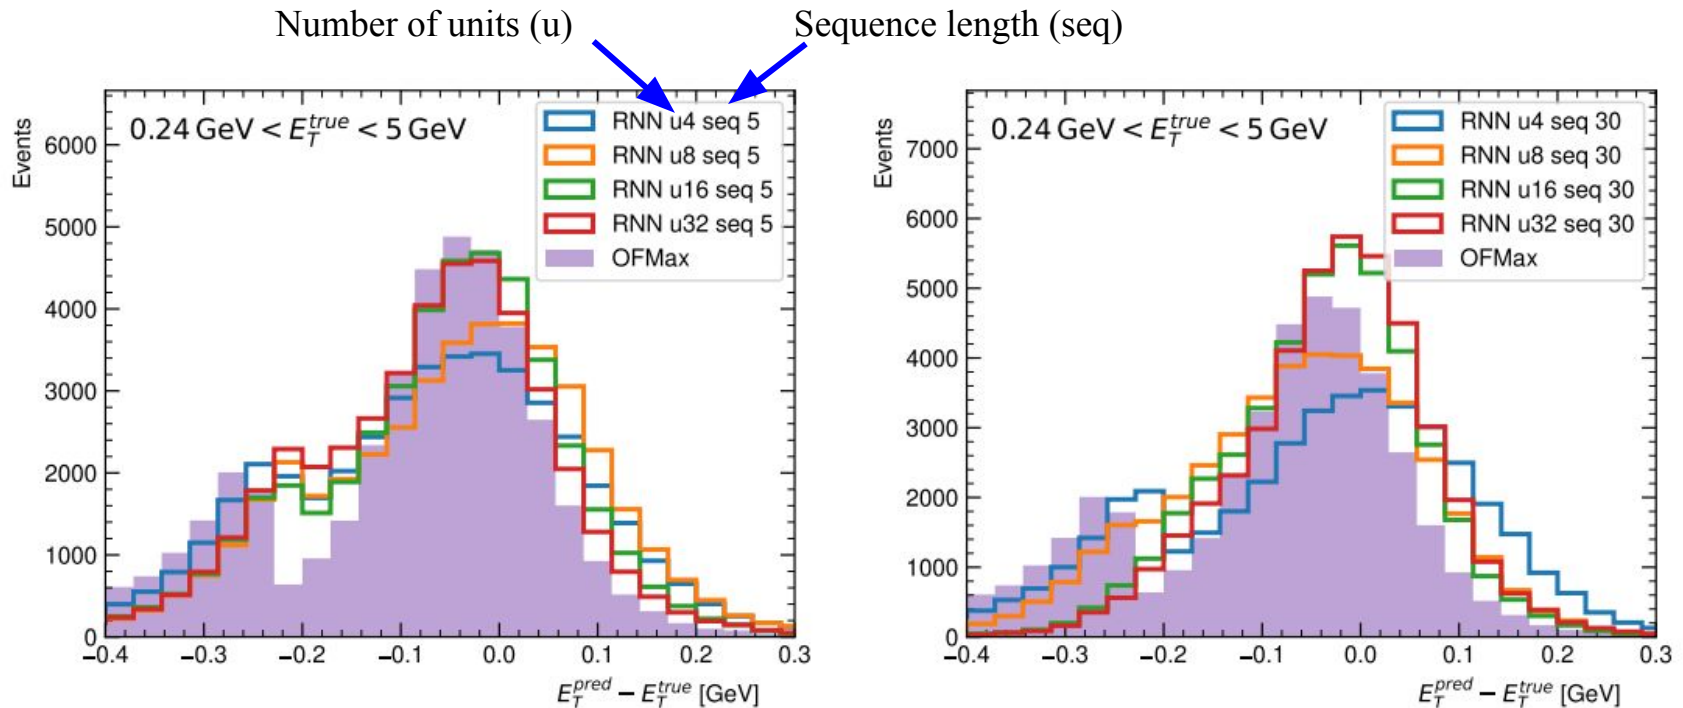 Number of units (u) Sequence length (seq)
0.24 GeV < E_T^{true} < 5 GeV
RNN u4 seq 5
RNN u8 seq 5
RNN u16 seq 5
RNN u32 seq 5
OFMax
Events
6000
5000
4000
3000
2000
1000
0
−0.4 −0.3 −0.2 −0.1 0.0 0.1 0.2 0.3
E_T^{pred} − E_T^{true} [GeV]
0.24 GeV < E_T^{true} < 5 GeV
RNN u4 seq 30
RNN u8 seq 30
RNN u16 seq 30
RNN u32 seq 30
OFMax
Events
7000
6000
5000
4000
3000
2000
1000
0
−0.4 −0.3 −0.2 −0.1 0.0 0.1 0.2 0.3
E_T^{pred} − E_T^{true} [GeV]